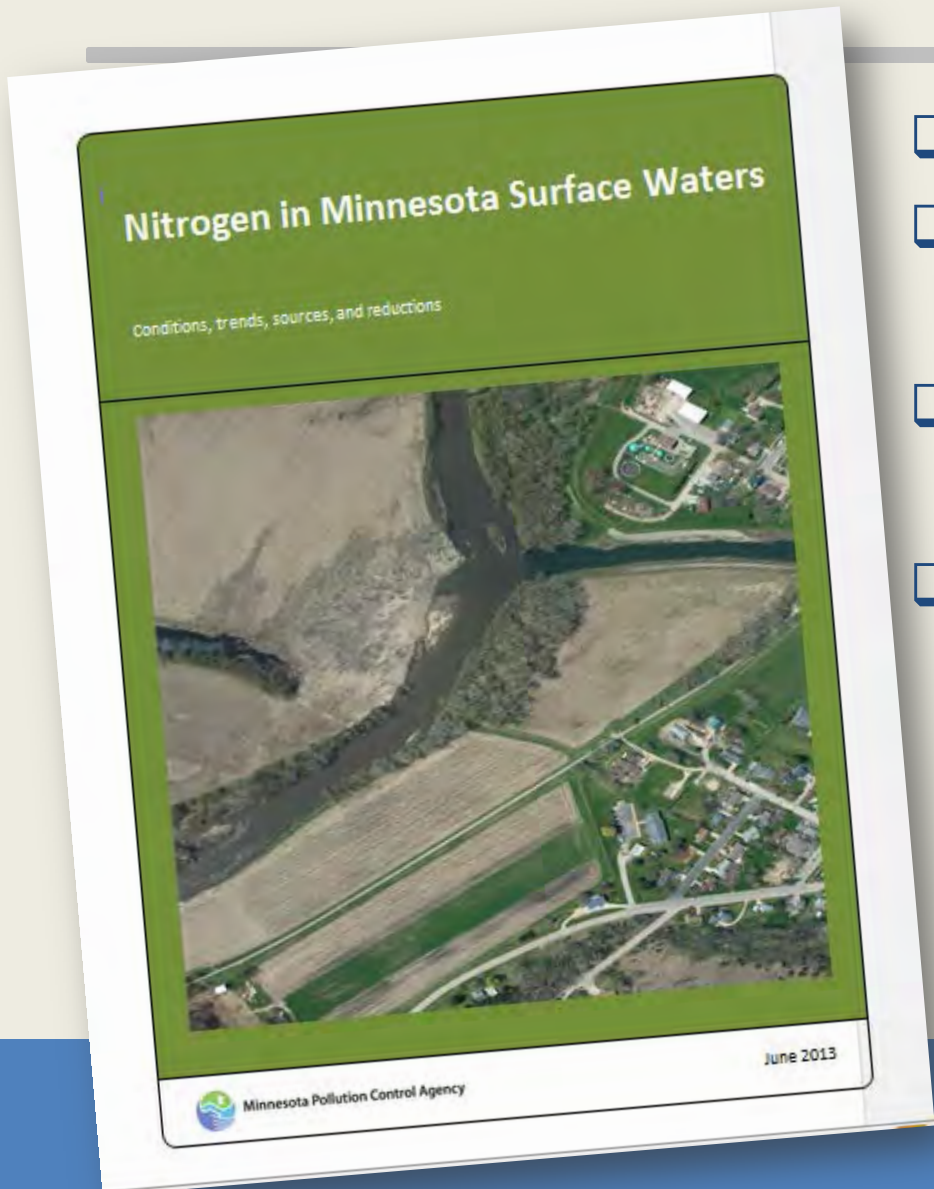 Nitrogen in Minnesota Surface Waters
Conditions, trends, sources, and reductions
June 2013
Minnesota Pollution Control Agency